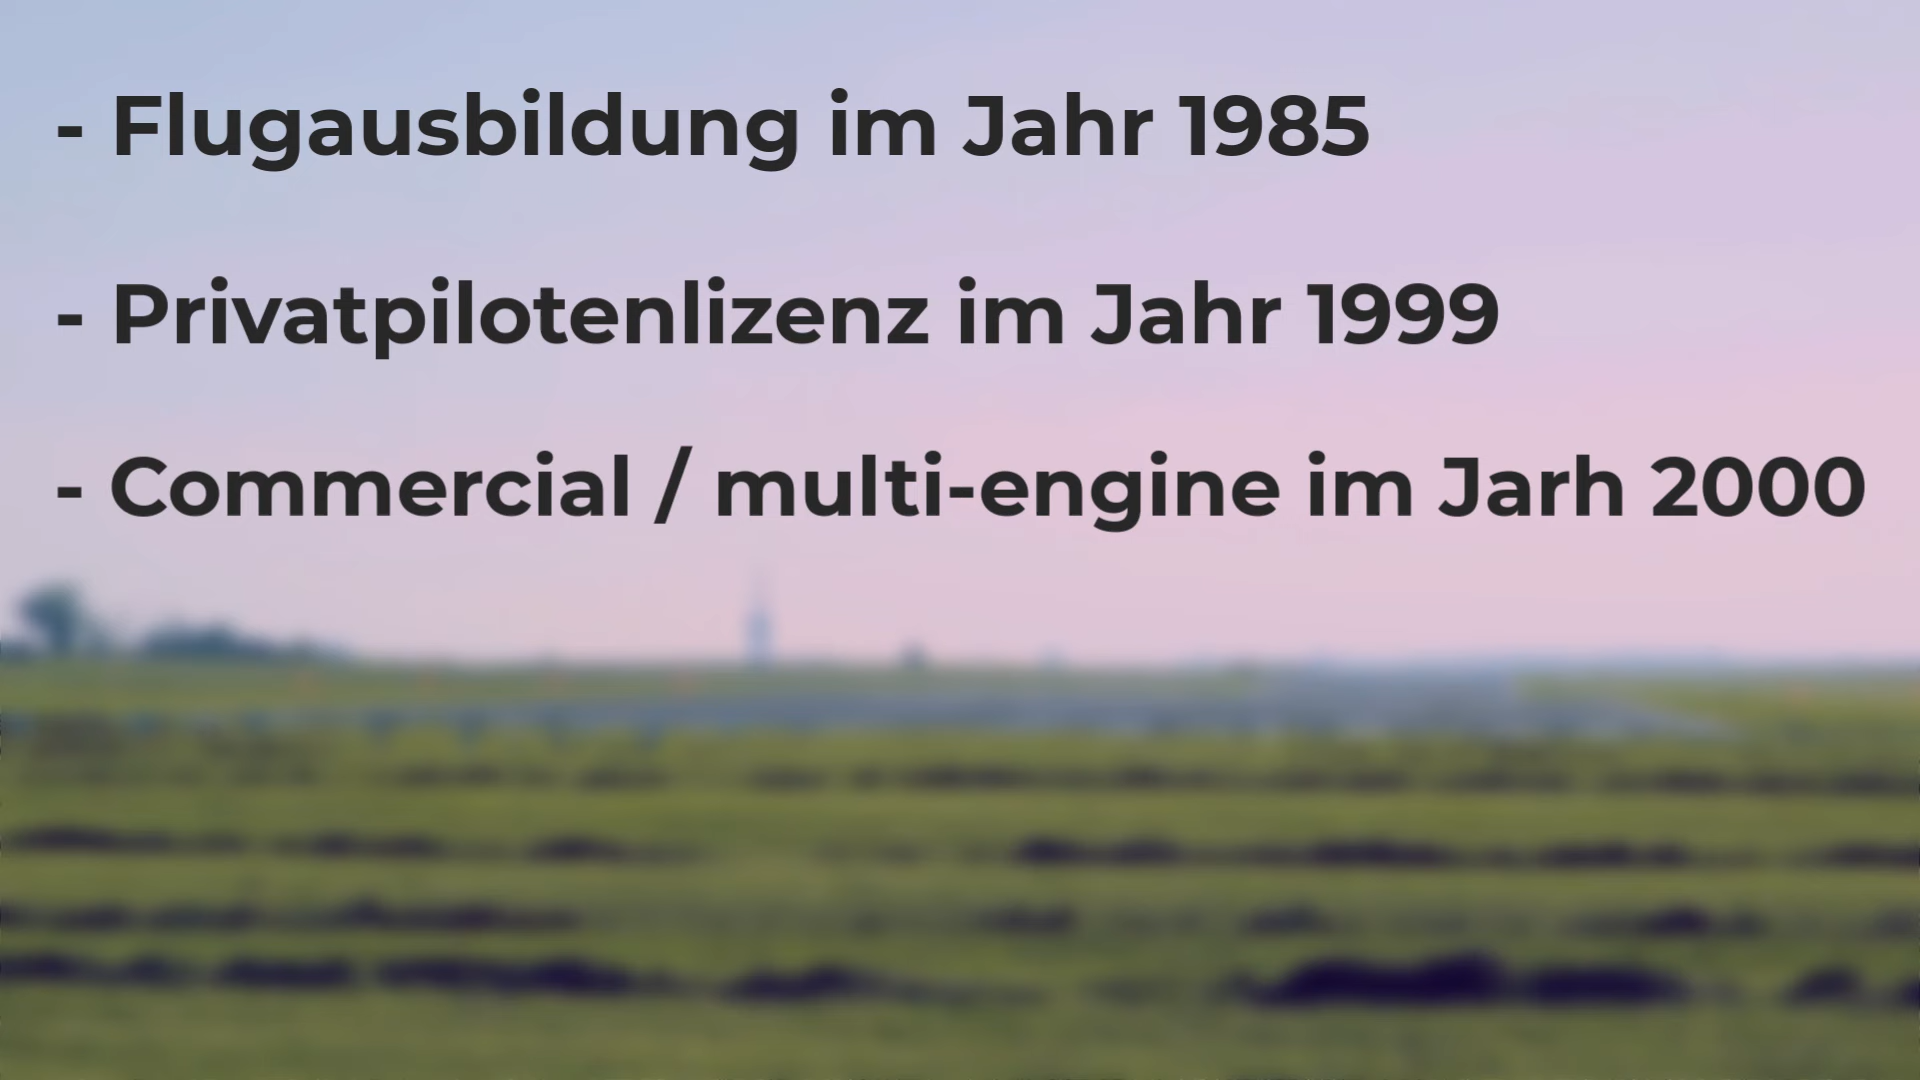 - Flugausbildung im Jahr 1985
- Privatpilotenlizenz im Jahr 1999
- Commercial / multi-engine im Jarh 2000